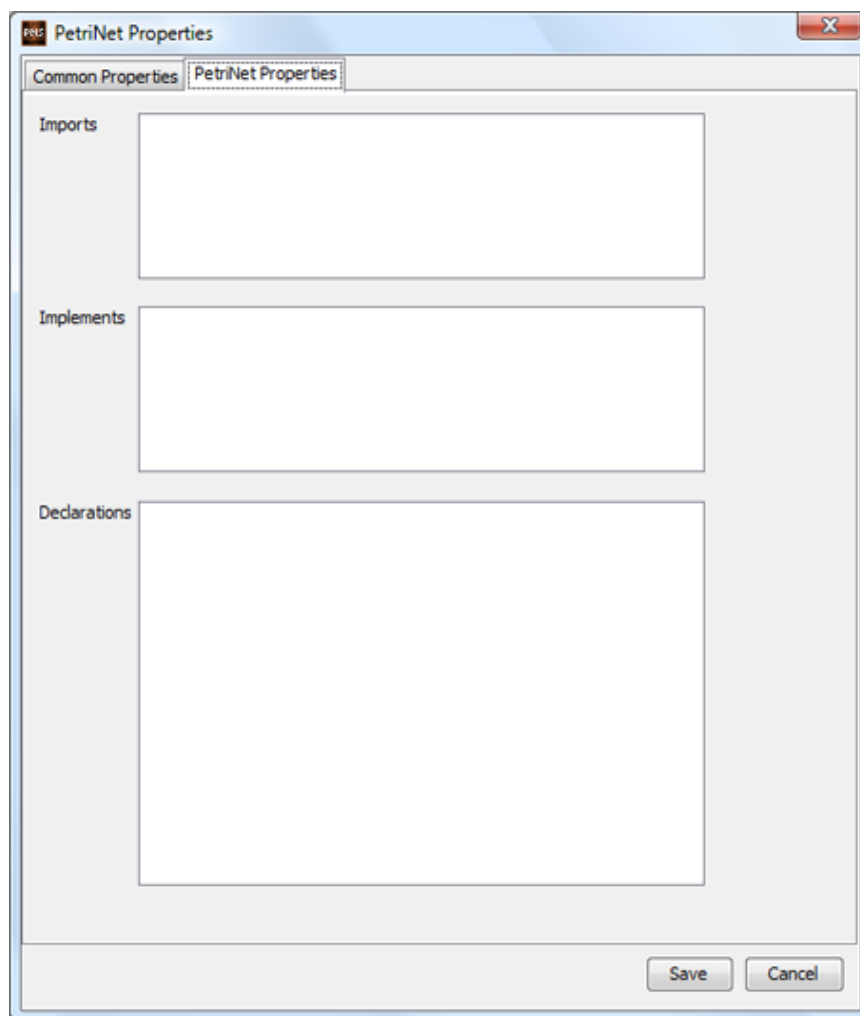 PetriNet Properties
Common Properties PetriNet Properties
Imports
Implements
Declarations
Save Cancel